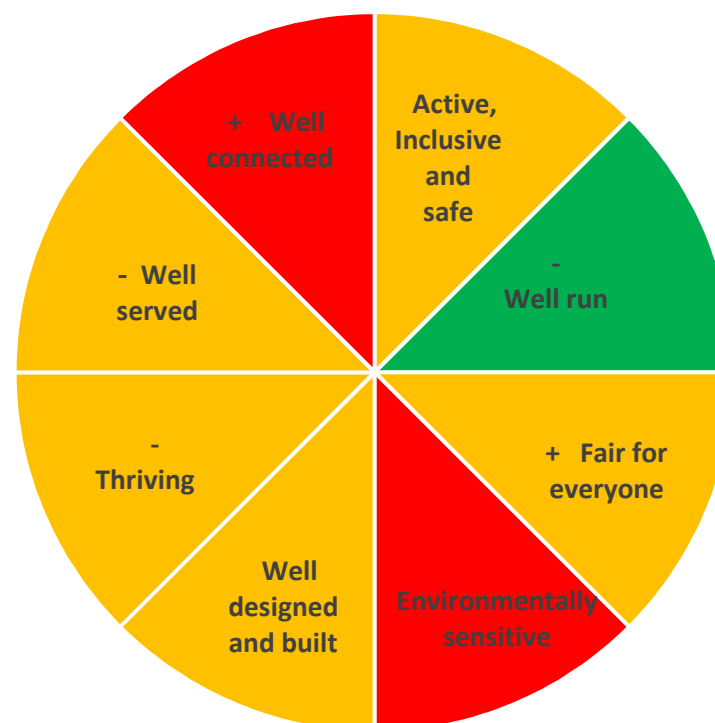 + Well
connected
Active,
Inclusive
and
safe
-
Well run
- Well
served
+ Fair for
everyone
-
Thriving
Well
designed
and built
Environmentally
sensitive